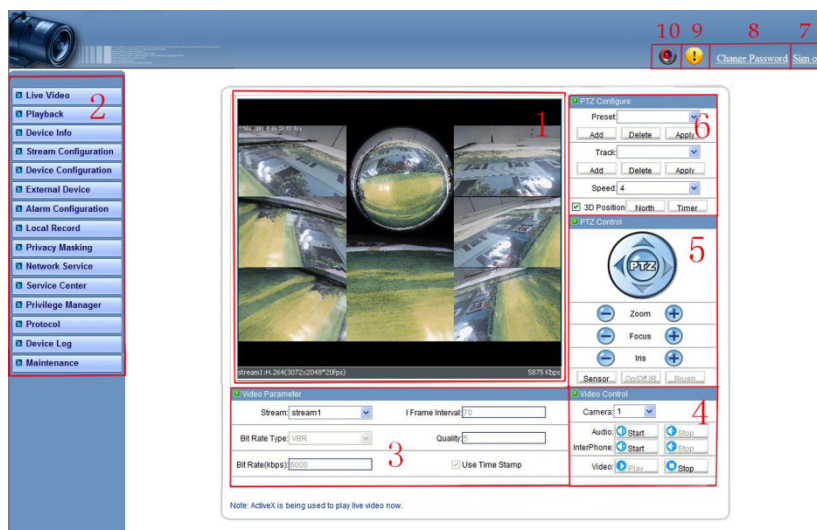 10 9 8 7
Change Password Sign o
2
Live Video
Playback
Device Info
Stream Configuration
Device Configuration
External Device
Alarm Configuration
Local Record
Privacy Masking
Network Service
Service Center
Privilege Manager
Protocol
Device Log
Maintenance
1
stream1:H.264(3072x2048*20fps) 5875 Kbps
PTZ Configure
6
Preset:
Add Delete Apply
Track:
Add Delete Apply
Speed: 4
3D Position North Timer
PTZ Control
5
PTZ
Zoom
Focus
Iris
Sensor On/Off IR Brush
Video Parameter
Stream: stream1 I Frame Interval: 70
Bit Rate Type: VBR Quality: 5
3
Bit Rate(kbps): 6000 Use Time Stamp
Video Control
4
Camera: 1
Audio: Start Stop
InterPhone: Start Stop
Video: Play Stop
Note: ActiveX is being used to play live video now.